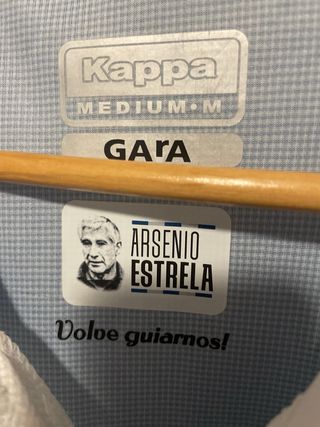 Kappa
MEDIUM•M
GARA
ARSENIO
ESTRELA
Volve guiarnos!